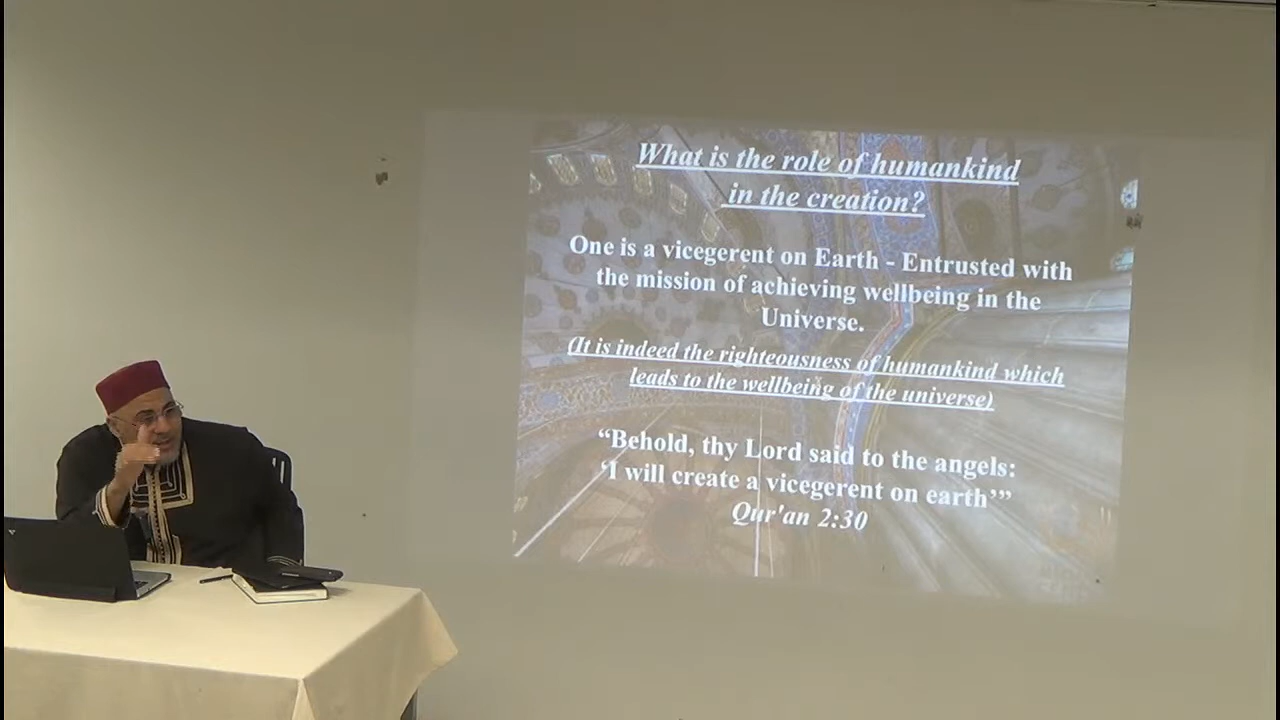 What is the role of humankind
in the creation?
One is a vicegerent on Earth - Entrusted with
the mission of achieving wellbeing in the
Universe.
(It is indeed the righteousness of humankind which
leads to the wellbeing of the universe)
“Behold, thy Lord said to the angels:
‘I will create a vicegerent on earth’”
Qur'an 2:30